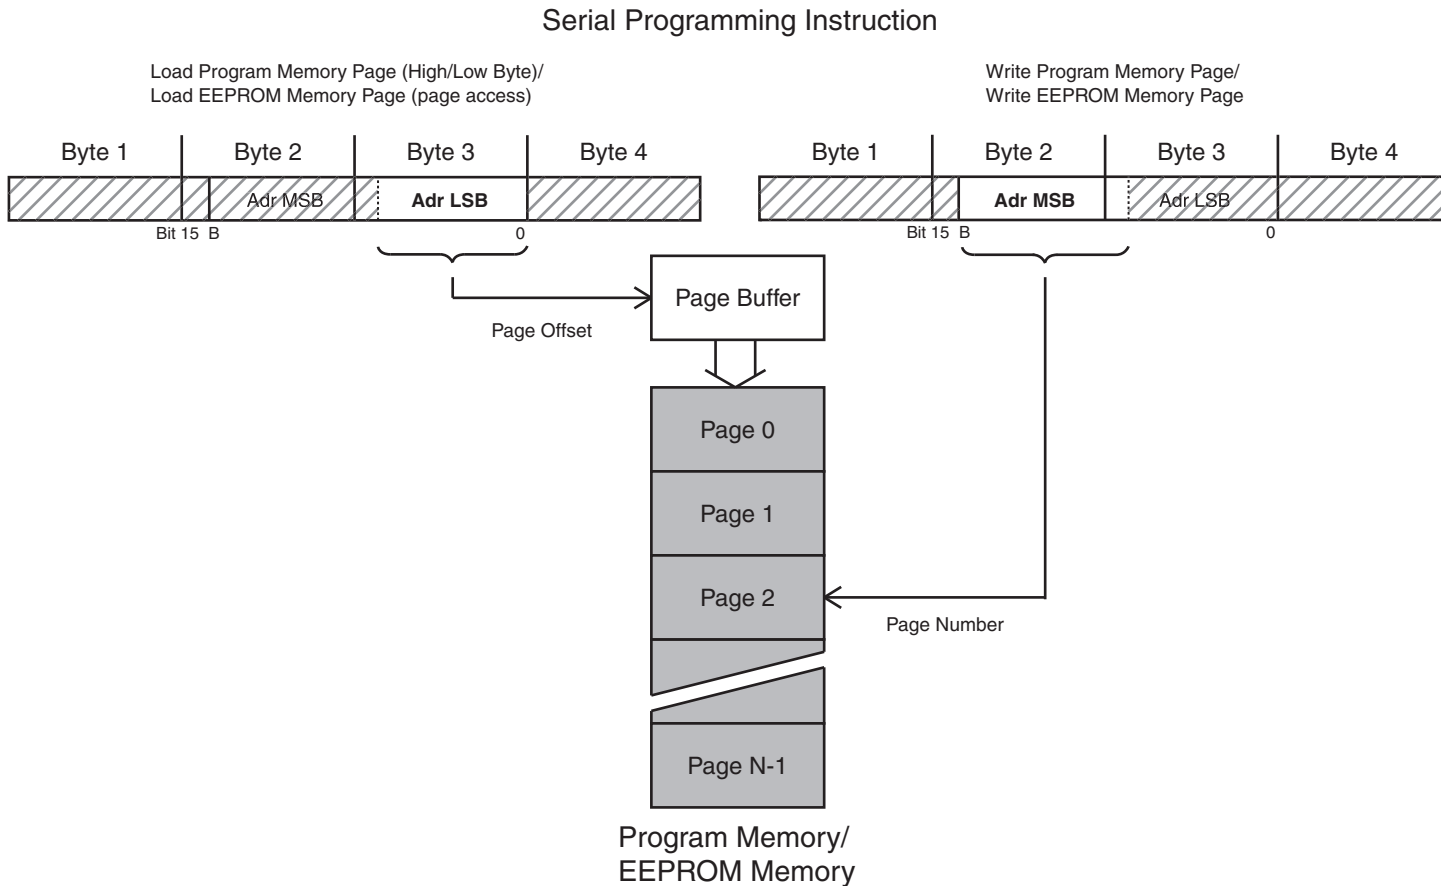 Serial Programming Instruction
Load Program Memory Page (High/Low Byte)/
Load EEPROM Memory Page (page access)
Write Program Memory Page/
Write EEPROM Memory Page
Byte 1 Byte 2 Byte 3 Byte 4
Adr MSB Adr LSB
Bit 15 B 0
Byte 1 Byte 2 Byte 3 Byte 4
Adr MSB Adr LSB
Bit 15 B 0
Page Buffer
Page Offset
Page 0
Page 1
Page 2
Page Number
Page N-1
Program Memory/
EEPROM Memory